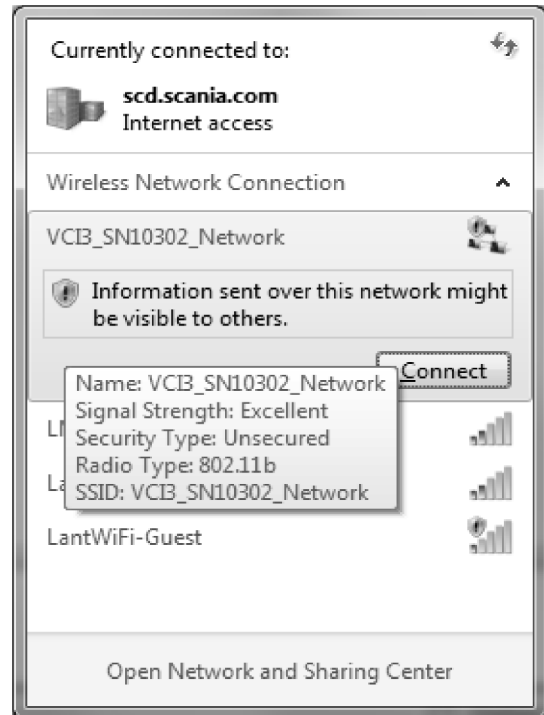 Currently connected to:
scd.scania.com
Internet access
Wireless Network Connection
VCI3_SN10302_Network
Information sent over this network might
be visible to others.
Connect
Name: VCI3_SN10302_Network
Signal Strength: Excellent
Security Type: Unsecured
Radio Type: 802.11b
SSID: VCI3_SN10302_Network
LantWiFi-Guest
Open Network and Sharing Center